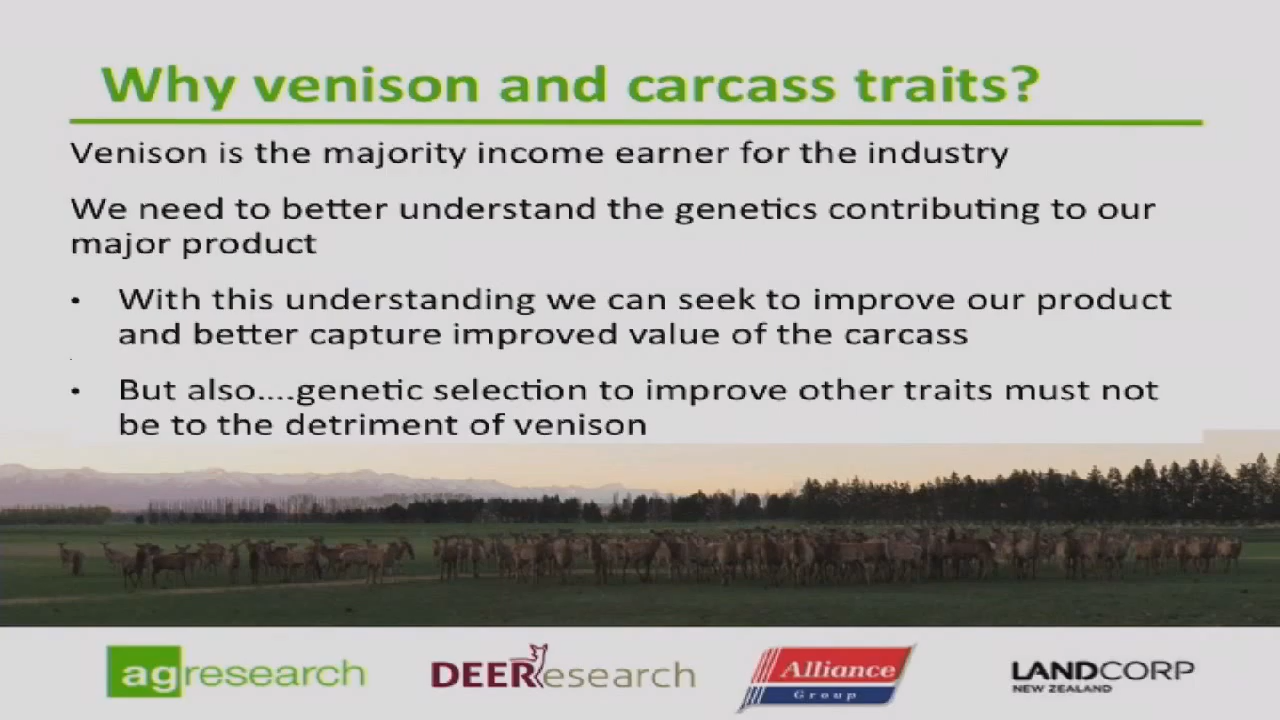 Why venison and carcass traits?
Venison is the majority income earner for the industry
We need to better understand the genetics contributing to our
major product
• With this understanding we can seek to improve our product
and better capture improved value of the carcass
• But also....genetic selection to improve other traits must not
be to the detriment of venison
agresearch
DEEResearch
Alliance
Group
LANDCORP
NEW ZEALAND